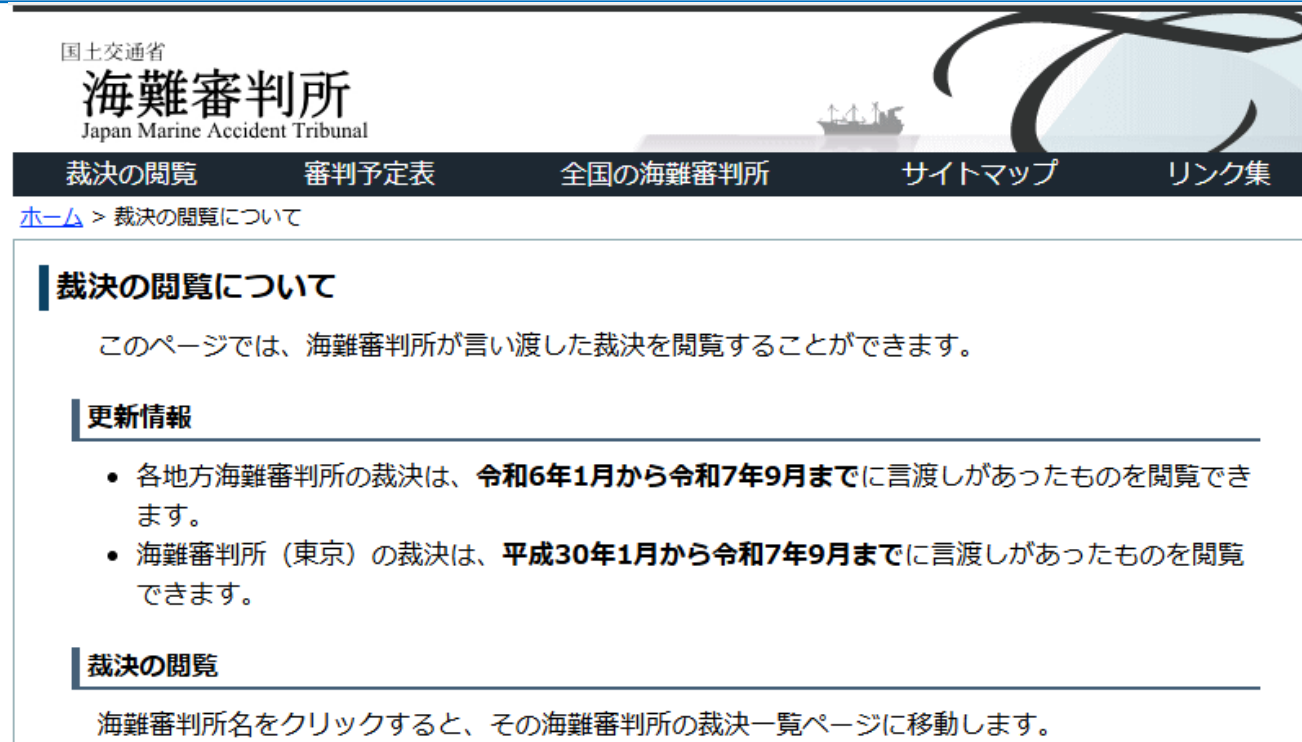 国土交通省
海難審判所
Japan Marine Accident Tribunal
裁決の閲覧 審判予定表 全国の海難審判所 サイトマップ リンク集
ホーム > 裁決の閲覧について
裁決の閲覧について
このページでは、海難審判所が言い渡した裁決を閲覧することができます。
更新情報
• 各地方海難審判所の裁決は、令和6年1月から令和7年9月までに言渡しがあったものを閲覧でき
ます。
• 海難審判所（東京）の裁決は、平成30年1月から令和7年9月までに言渡しがあったものを閲覧
できます。
裁決の閲覧
海難審判所名をクリックすると、その海難審判所の裁決一覧ページに移動します。